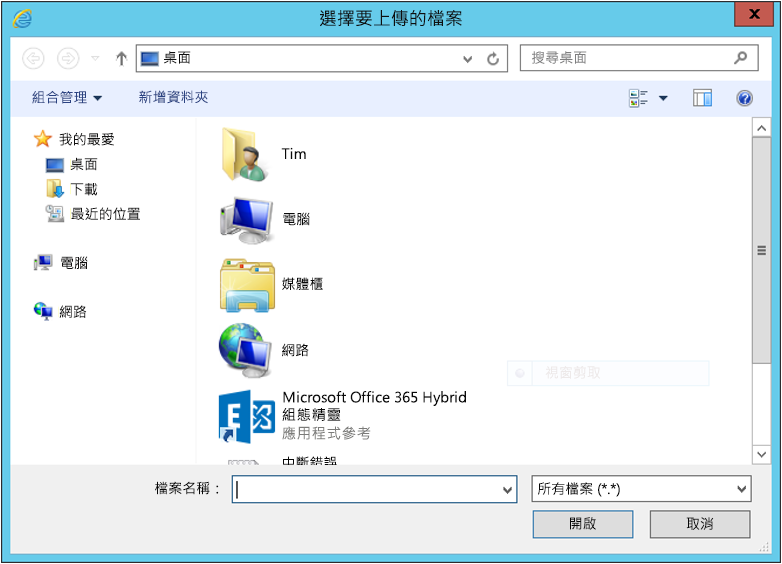 選擇要上傳的檔案
桌面
搜尋桌面
組合管理
新增資料夾
我的最愛
桌面
下載
最近的位置
電腦
網路
Tim
電腦
媒體櫃
網路
視窗剪取
Microsoft Office 365 Hybrid
組態精靈
應用程式參考
中斷錯誤
檔案名稱：
所有檔案 (*.*)
開啟
取消